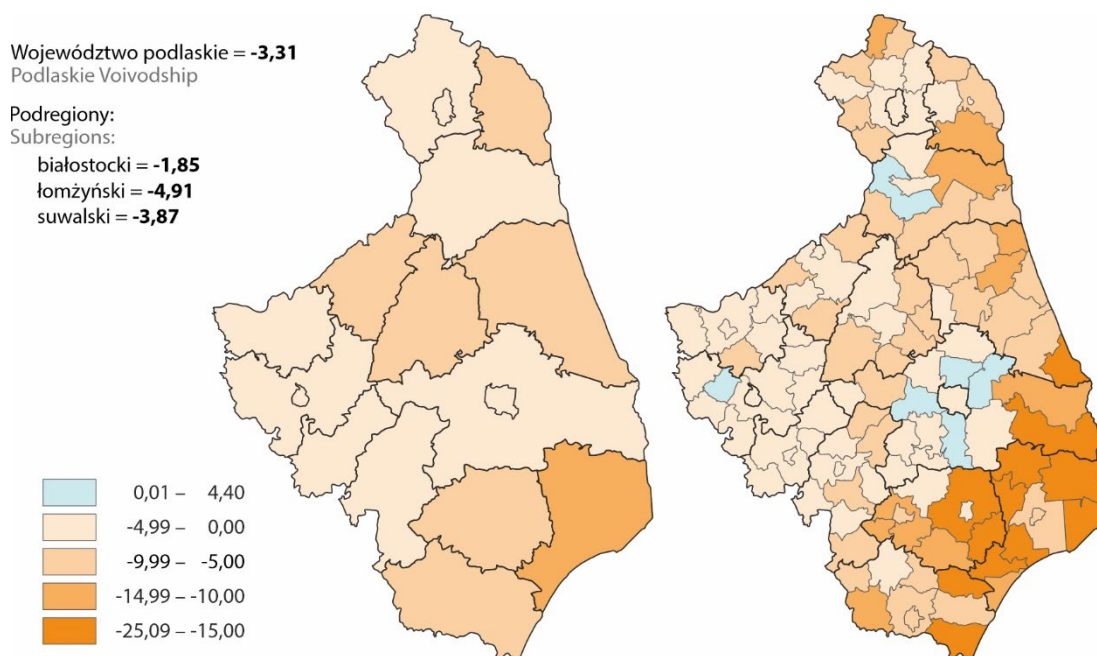 Województwo podlaskie = -3,31
Podlaskie Voivodship
Podregiony:
Subregions:
białostocki = -1,85
łomżyński = -4,91
suwalski = -3,87
0,01 – 4,40
-4,99 – 0,00
-9,99 – -5,00
-14,99 – -10,00
-25,09 – -15,00